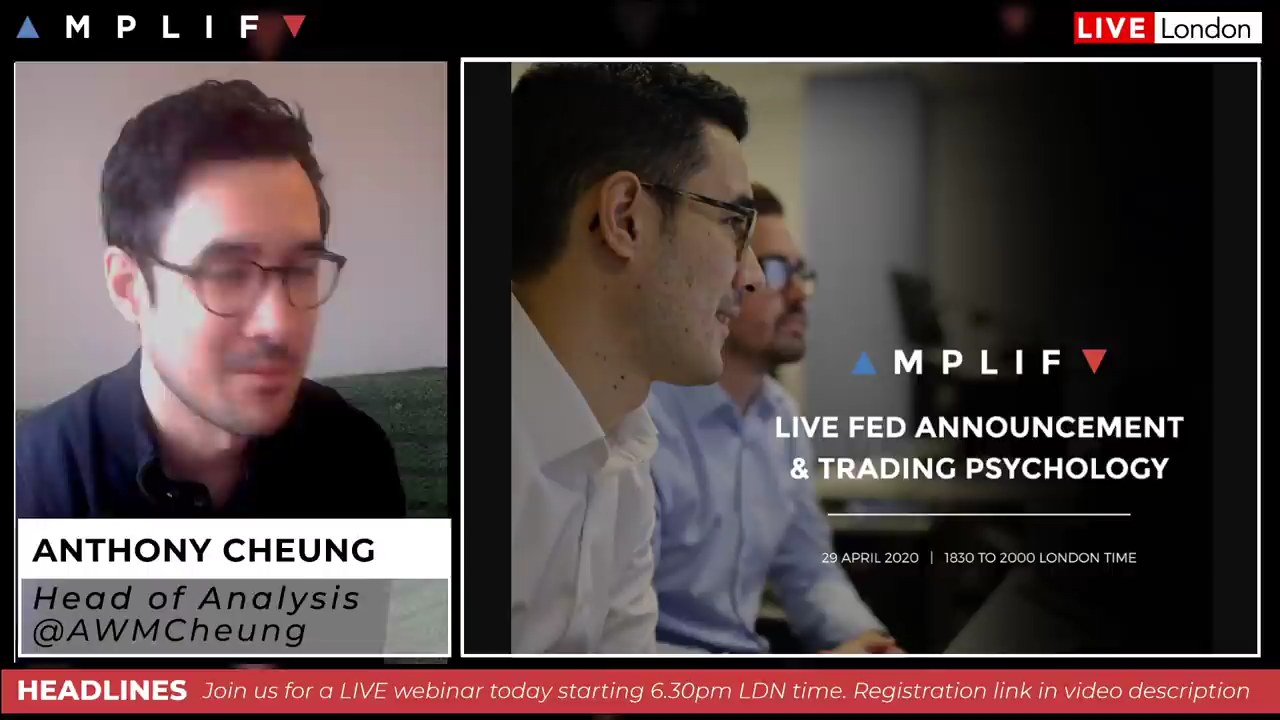 ▲ M P L I F ▼
LIVE London
▲ M P L I F ▼
LIVE FED ANNOUNCEMENT
& TRADING PSYCHOLOGY
29 APRIL 2020 | 1830 TO 2000 LONDON TIME
ANTHONY CHEUNG
Head of Analysis
@AWMCheung
HEADLINES Join us for a LIVE webinar today starting 6.30pm LDN time. Registration link in video description